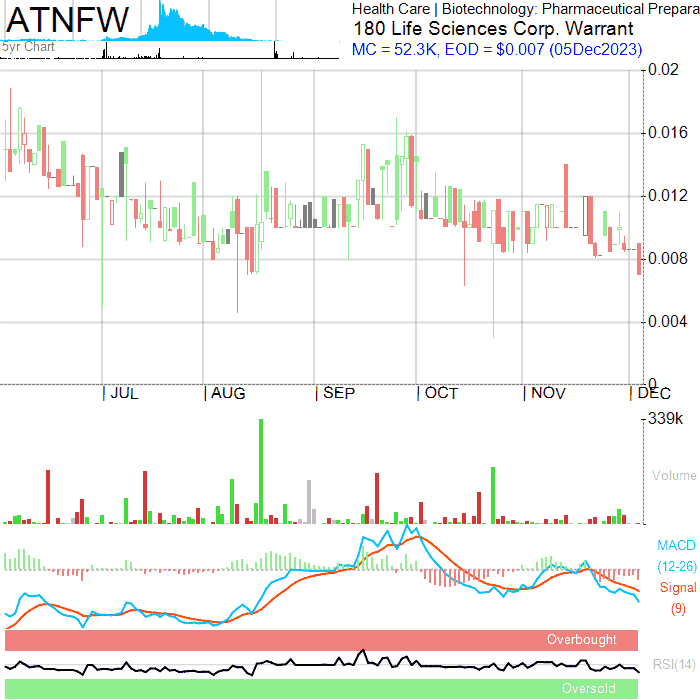 ATNFW
5yr Chart
Health Care | Biotechnology: Pharmaceutical Prepara
180 Life Sciences Corp. Warrant
MC = 52.3K, EOD = $0.007 (05Dec2023)
0.02
0.016
0.012
0.008
0.004
0
JUL AUG SEP OCT NOV DEC
339k
Volume
MACD
(12-26)
Signal
(9)
Overbought
RSI(14)
Oversold